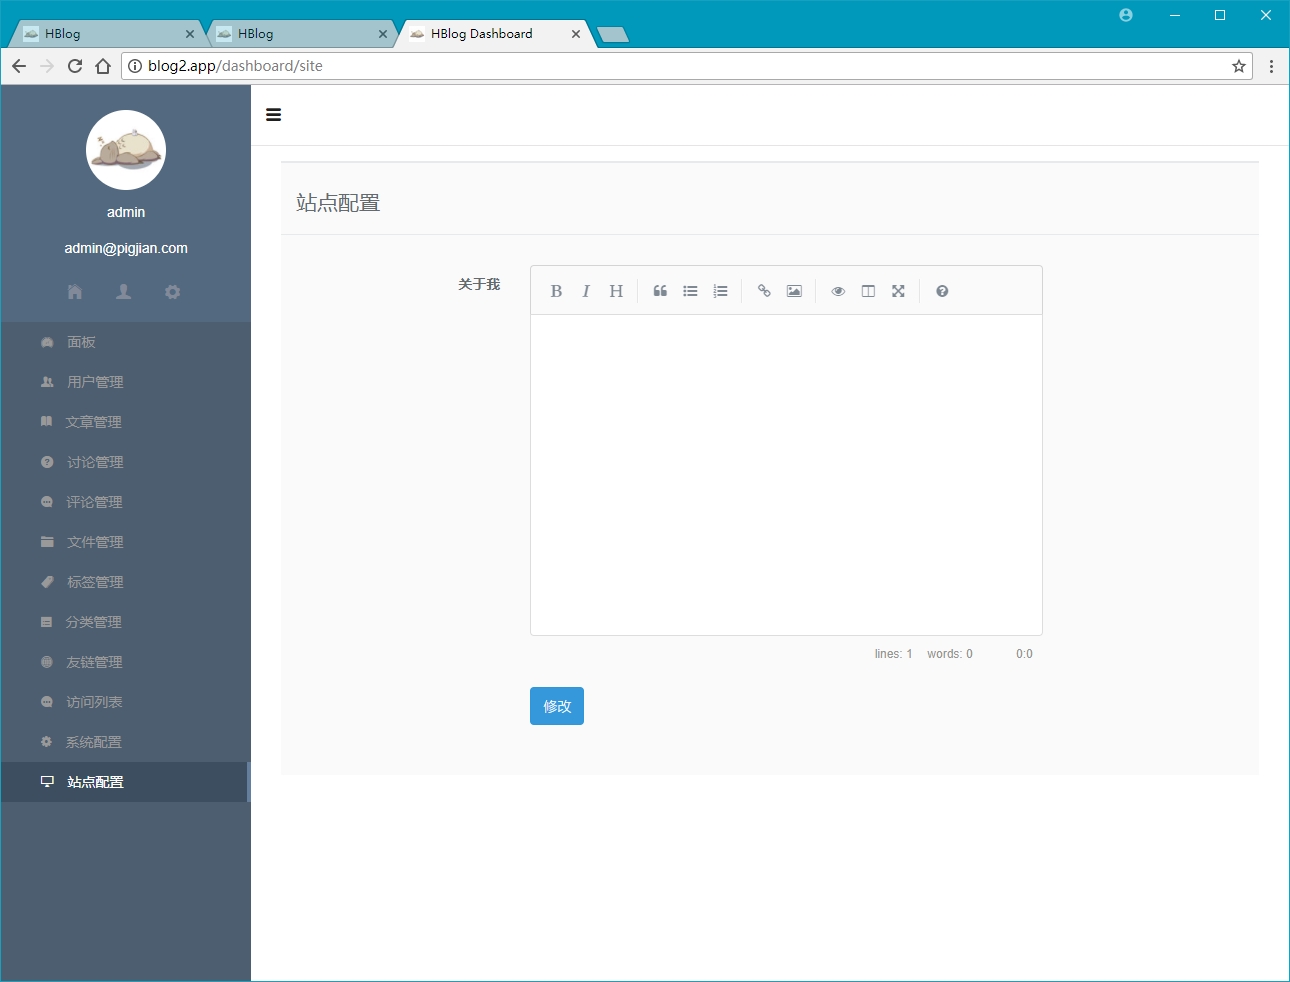 HBlog
HBlog
HBlog Dashboard
blog2.app/dashboard/site
admin
admin@pigjian.com
面板
用户管理
文章管理
讨论管理
评论管理
文件管理
标签管理
分类管理
友链管理
访问列表
系统配置
站点配置
站点配置
关于我
B I H
lines: 1 words: 0 0:0
修改